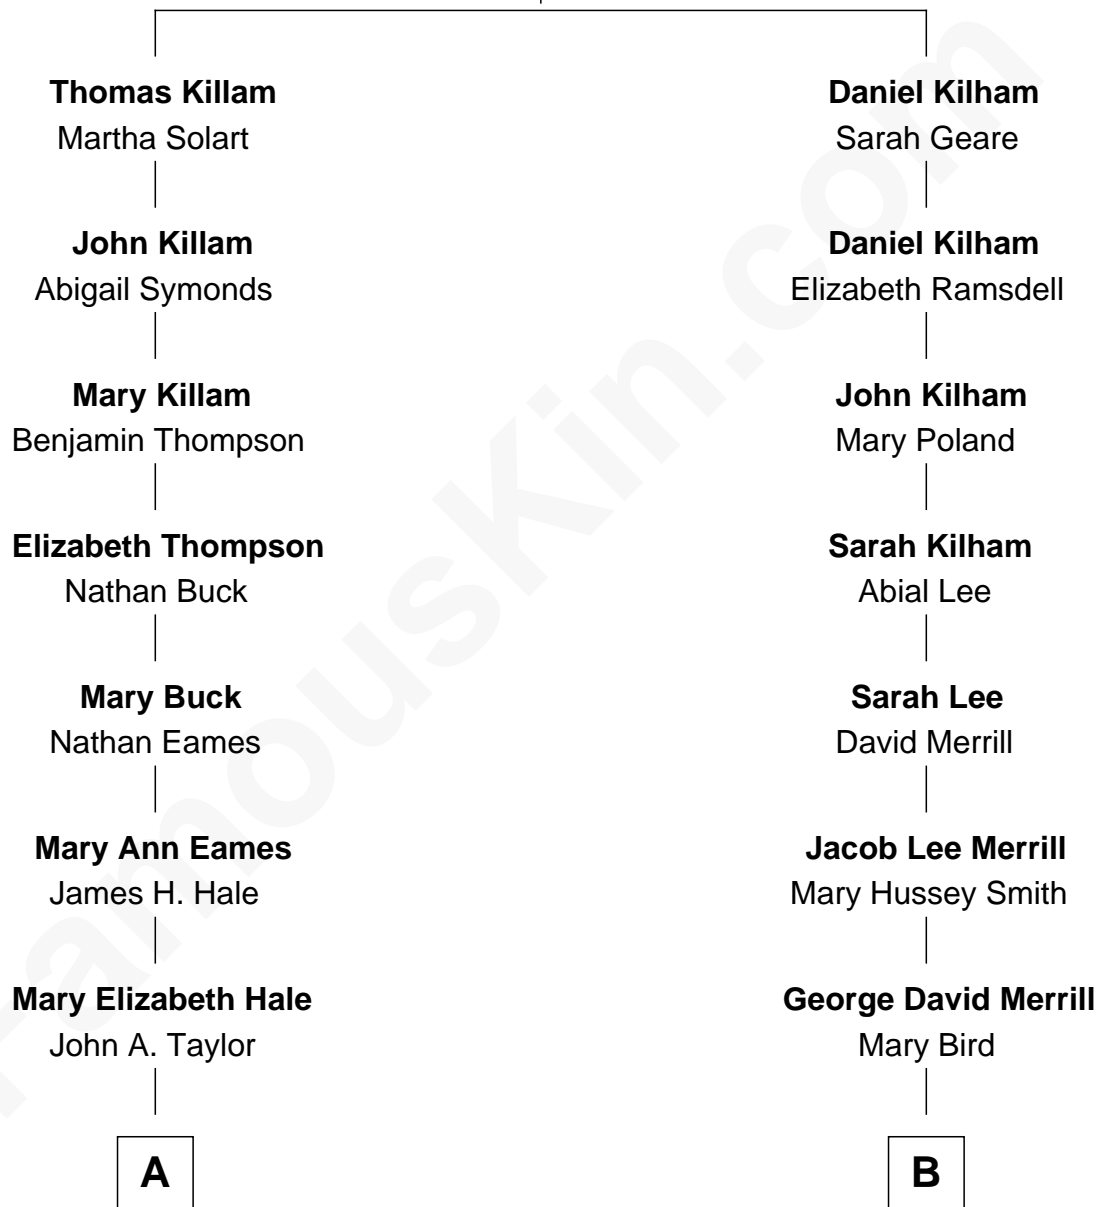 Thomas Killam
Martha Solart
John Killam
Abigail Symonds
Mary Killam
Benjamin Thompson
Elizabeth Thompson
Nathan Buck
Mary Buck
Nathan Eames
Mary Ann Eames
James H. Hale
Mary Elizabeth Hale
John A. Taylor
A
Daniel Kilham
Sarah Geare
Daniel Kilham
Elizabeth Ramsdell
John Kilham
Mary Poland
Sarah Kilham
Abial Lee
Sarah Lee
David Merrill
Jacob Lee Merrill
Mary Hussey Smith
George David Merrill
Mary Bird
B
FamousKin.com